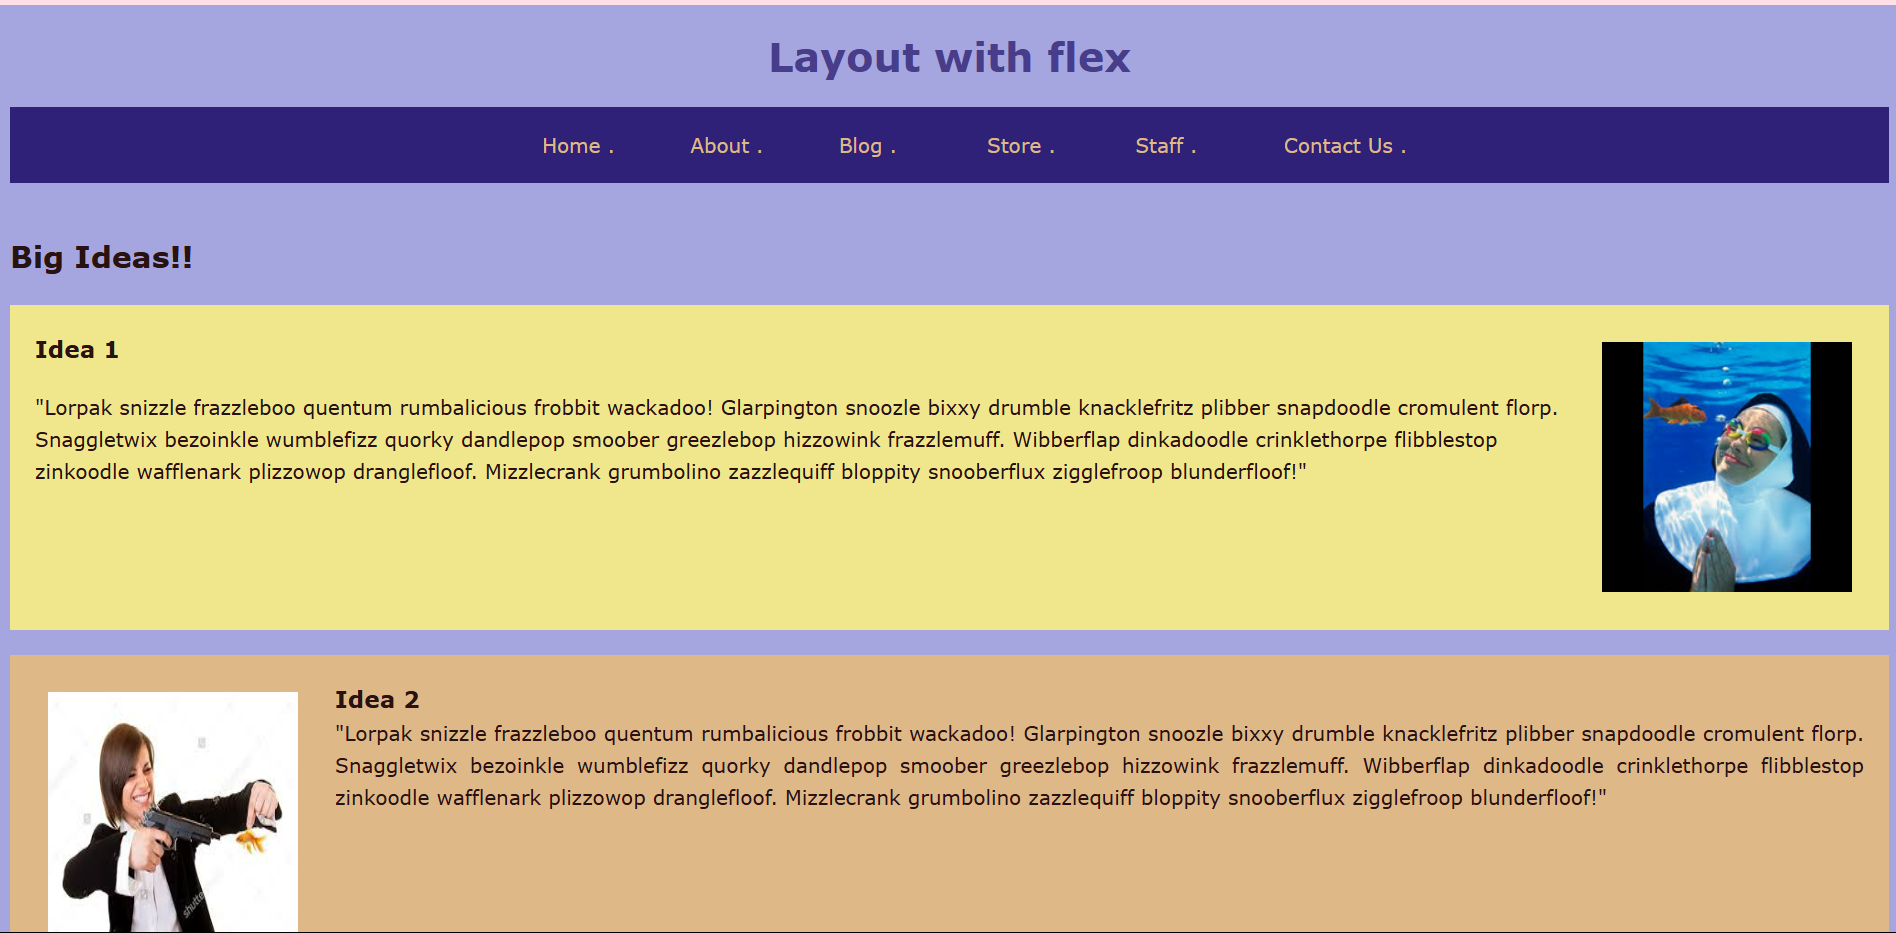 Layout with flex
Home . About . Blog . Store . Staff . Contact Us .
Big Ideas!!
Idea 1
"Lorpak snizzle frazzleboo quentum rumbalicious frobbit wackadoo! Glarpington snoozle bixxy drumble knacklefritz plibber snapdoodle cromulent florp.
Snaggletwix bezoinkle wumblefizz quorky dandlepop smoober greezlebop hizzowink frazzlemuff. Wibberflap dinkadoodle crinklethorpe flibblestop
zinkoodle wafflenark plizzowop dranglefloof. Mizzlecrank grumbolino zazzlequiff bloppity snooberflux zigglefroop blunderfloof!"
Idea 2
"Lorpak snizzle frazzleboo quentum rumbalicious frobbit wackadoo! Glarpington snoozle bixxy drumble knacklefritz plibber snapdoodle cromulent florp.
Snaggletwix bezoinkle wumblefizz quorky dandlepop smoober greezlebop hizzowink frazzlemuff. Wibberflap dinkadoodle crinklethorpe flibblestop
zinkoodle wafflenark plizzowop dranglefloof. Mizzlecrank grumbolino zazzlequiff bloppity snooberflux zigglefroop blunderfloof!"